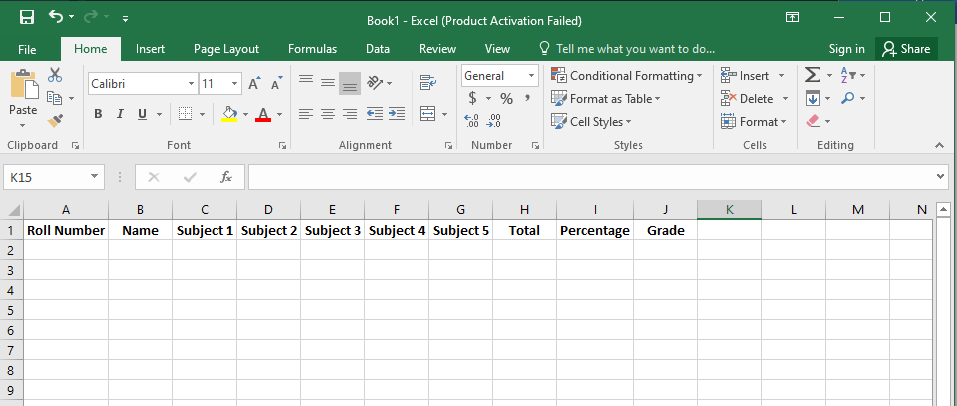 Book1 - Excel (Product Activation Failed)
File Home Insert Page Layout Formulas Data Review View Tell me what you want to do... Sign in Share
Calibri 11 A A General Conditional Formatting Insert
Paste $ % , Format as Table Delete
B I U A .00 .00 Cell Styles Format
Clipboard Font Alignment Number Styles Cells Editing
K15 fx
A B C D E F G H I J K L M N
1 Roll Number Name Subject 1 Subject 2 Subject 3 Subject 4 Subject 5 Total Percentage Grade
2
3
4
5
6
7
8
9